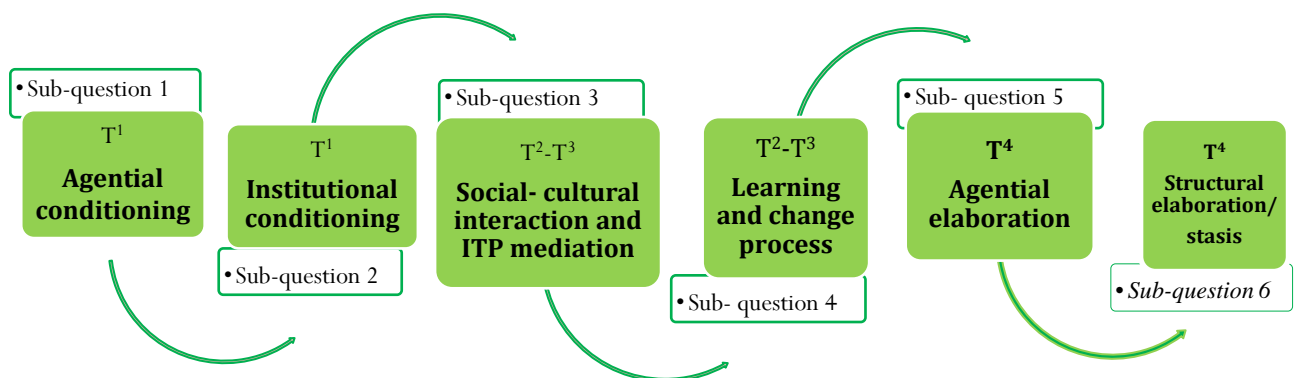 • Sub-question 1
T¹
Agential
conditioning
T¹
Institutional
conditioning
• Sub-question 2
• Sub-question 3
T²-T³
Social- cultural
interaction and
ITP mediation
T²-T³
Learning
and change
process
• Sub- question 4
• Sub- question 5
T⁴
Agential
elaboration
T⁴
Structural
elaboration/
stasis
• Sub-question 6